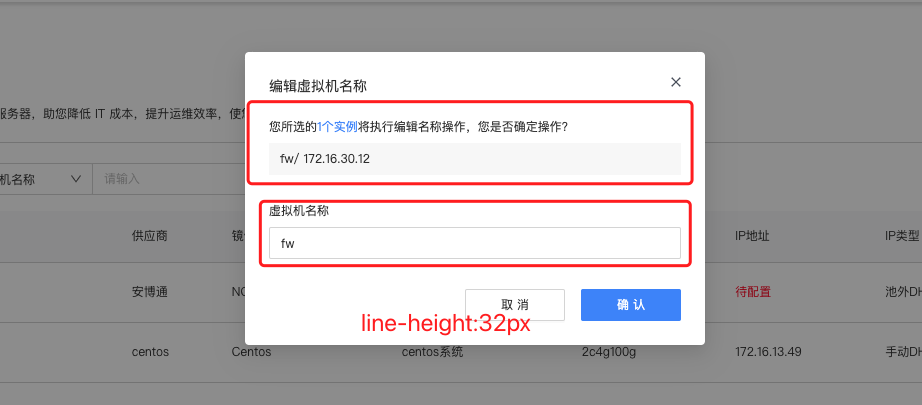 编辑虚拟机名称
服务器，助您降低 IT 成本，提升运维效率，使
您所选的1个实例将执行编辑名称操作，您是否确定操作？
fw/ 172.16.30.12
机名称
请输入
虚拟机名称
供应商
IP地址
IP类型
fw
安博通
待配置
池外DH
取 消
确 认
line-height:32px
centos
Centos
centos系统
2c4g100g
172.16.13.49
手动DH